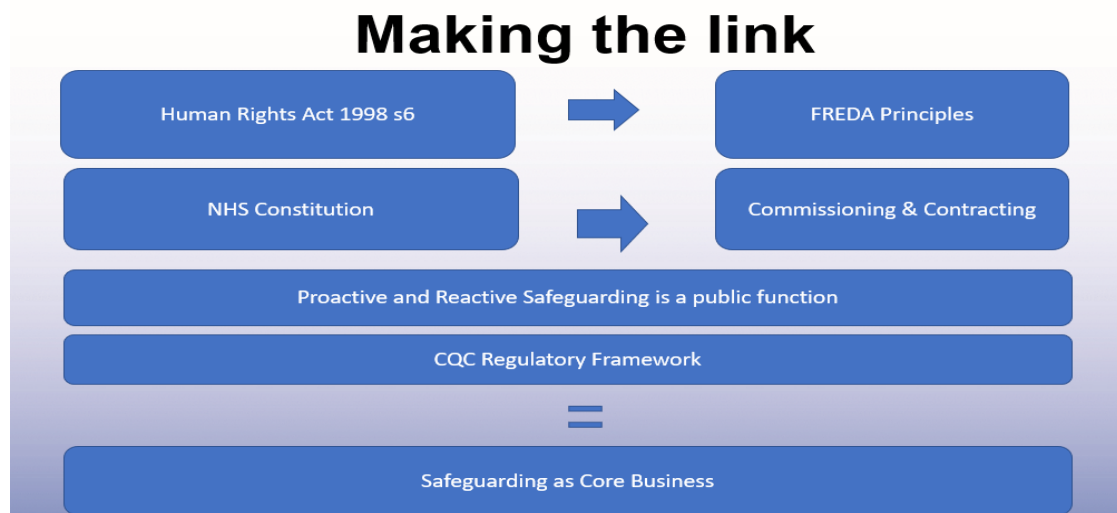 Making the link
Human Rights Act 1998 s6
FREDA Principles
NHS Constitution
Commissioning & Contracting
Proactive and Reactive Safeguarding is a public function
CQC Regulatory Framework
=
Safeguarding as Core Business